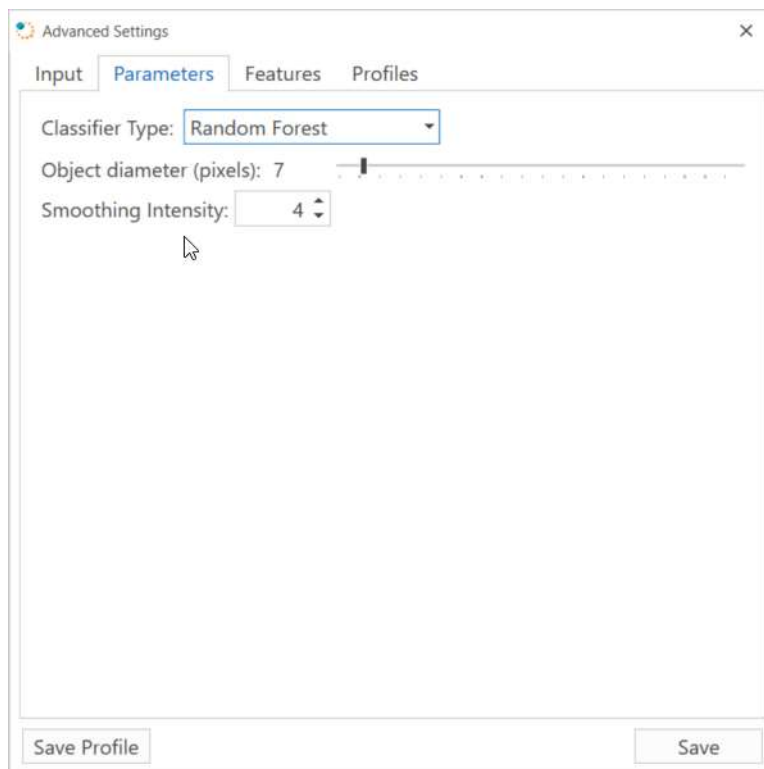 Advanced Settings
Input Parameters Features Profiles
Classifier Type: Random Forest
Object diameter (pixels): 7
Smoothing Intensity: 4
Save Profile Save